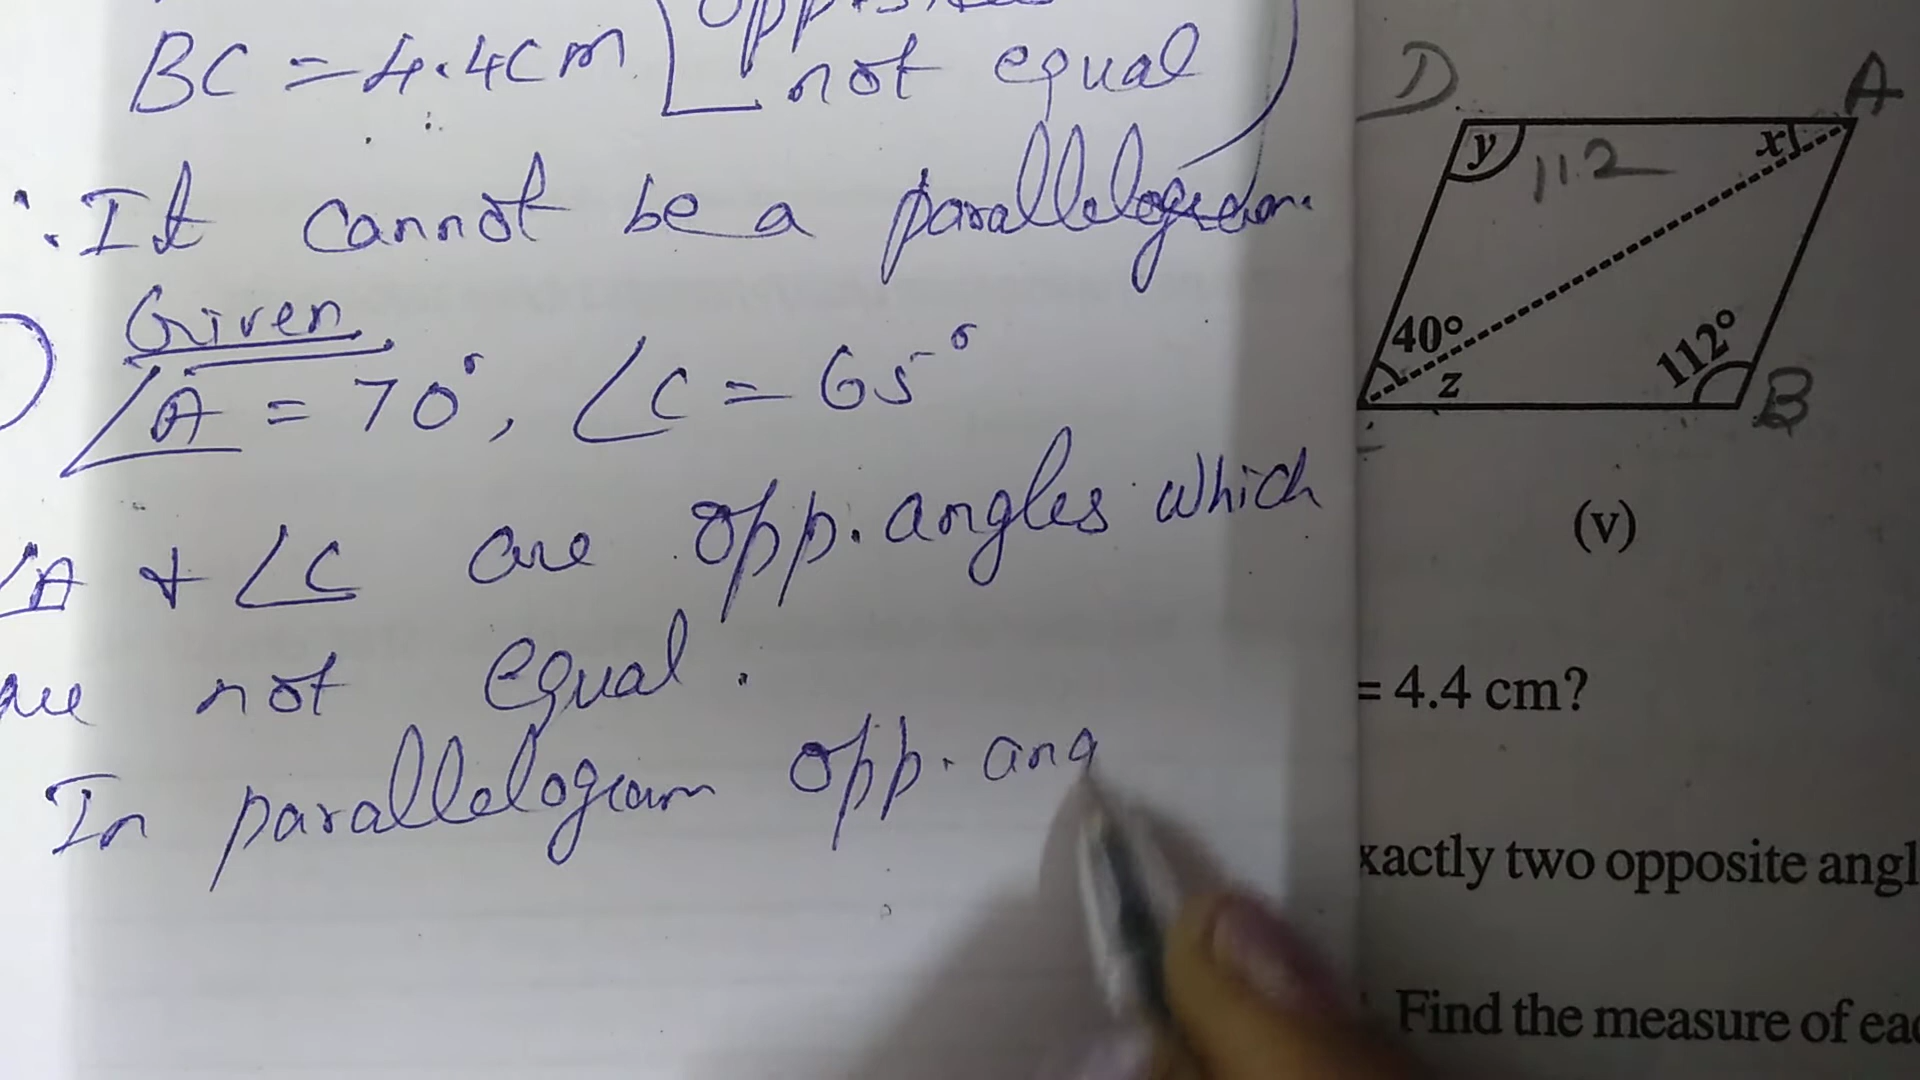 BC = 4.4cm
not equal
∴ It cannot be a parallelogram.
Given
∠A = 70°, ∠C = 65°
∠A + ∠C are opp. angles which
are not equal.
In parallelogram opp. ang
D
A
y
112
x
40°
z
112°
B
(v)
= 4.4 cm?
xactly two opposite angl
Find the measure of eac